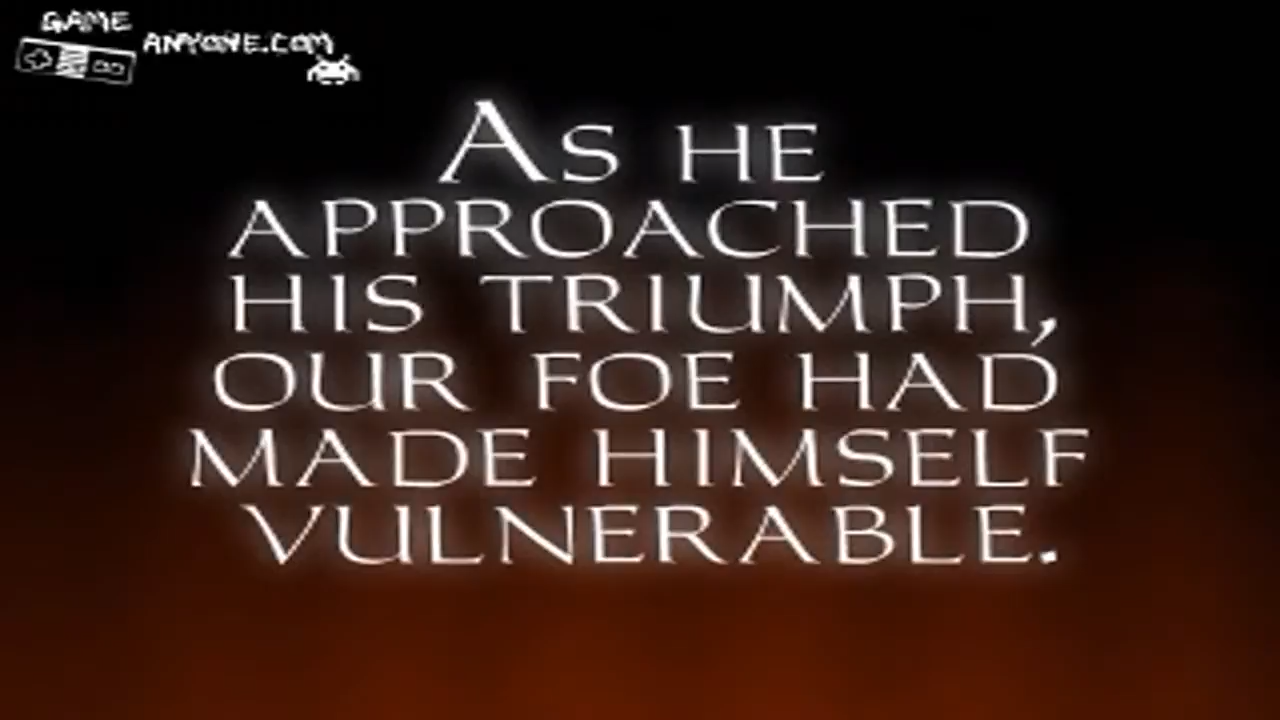 GAME
ANYONE.COM
AS HE
APPROACHED
HIS TRIUMPH,
OUR FOE HAD
MADE HIMSELF
VULNERABLE.